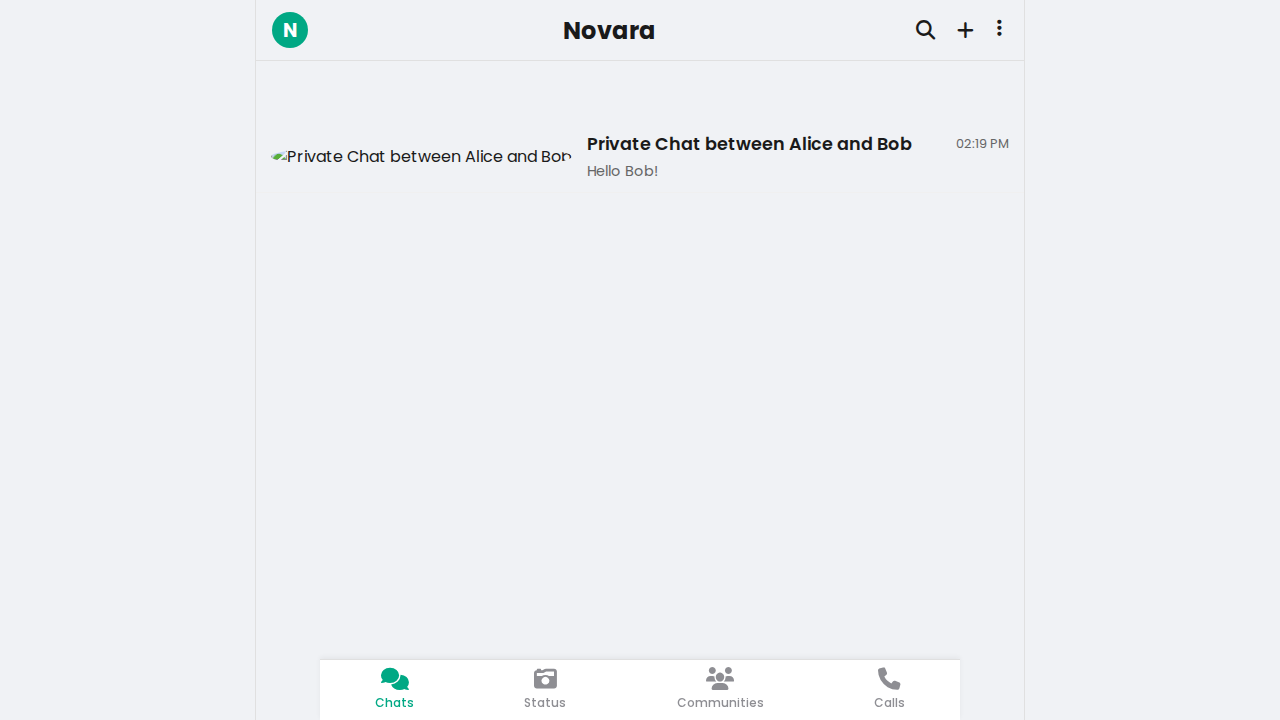 N
Novara
Private Chat between Alice and Bob
Private Chat between Alice and Bob
02:19 PM
Hello Bob!
Chats
Status
Communities
Calls